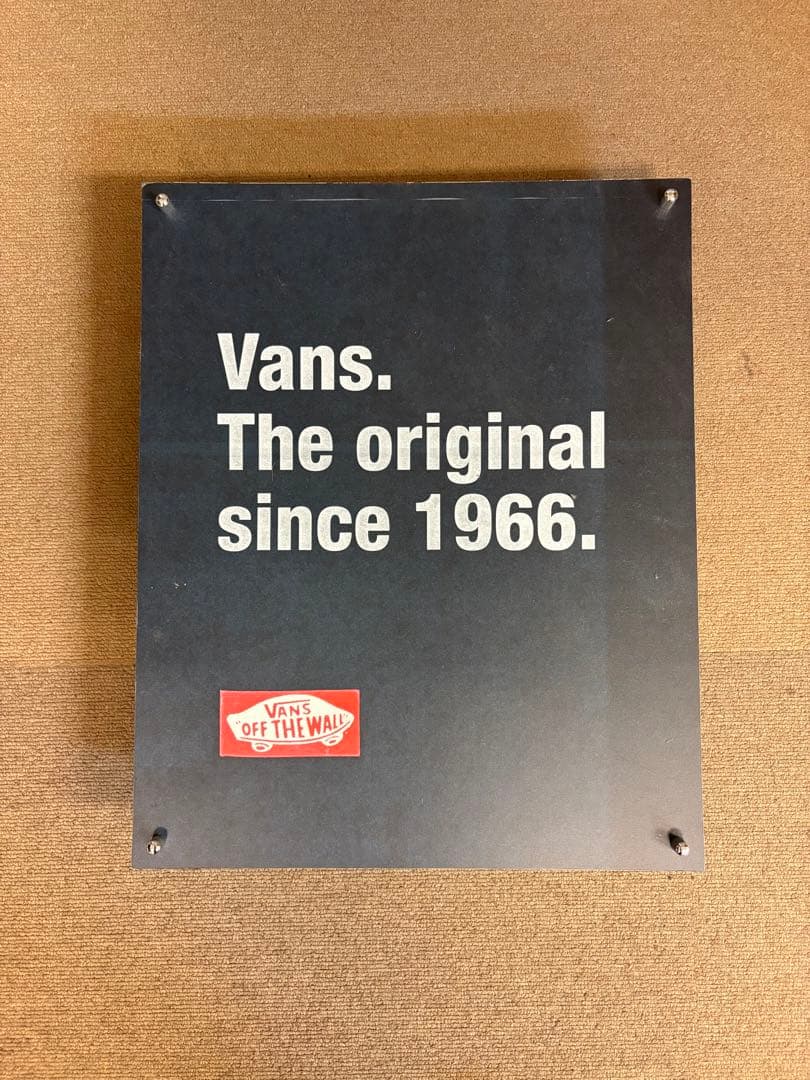 Vans.
The original
since 1966.
VANS
"OFF THE WALL"